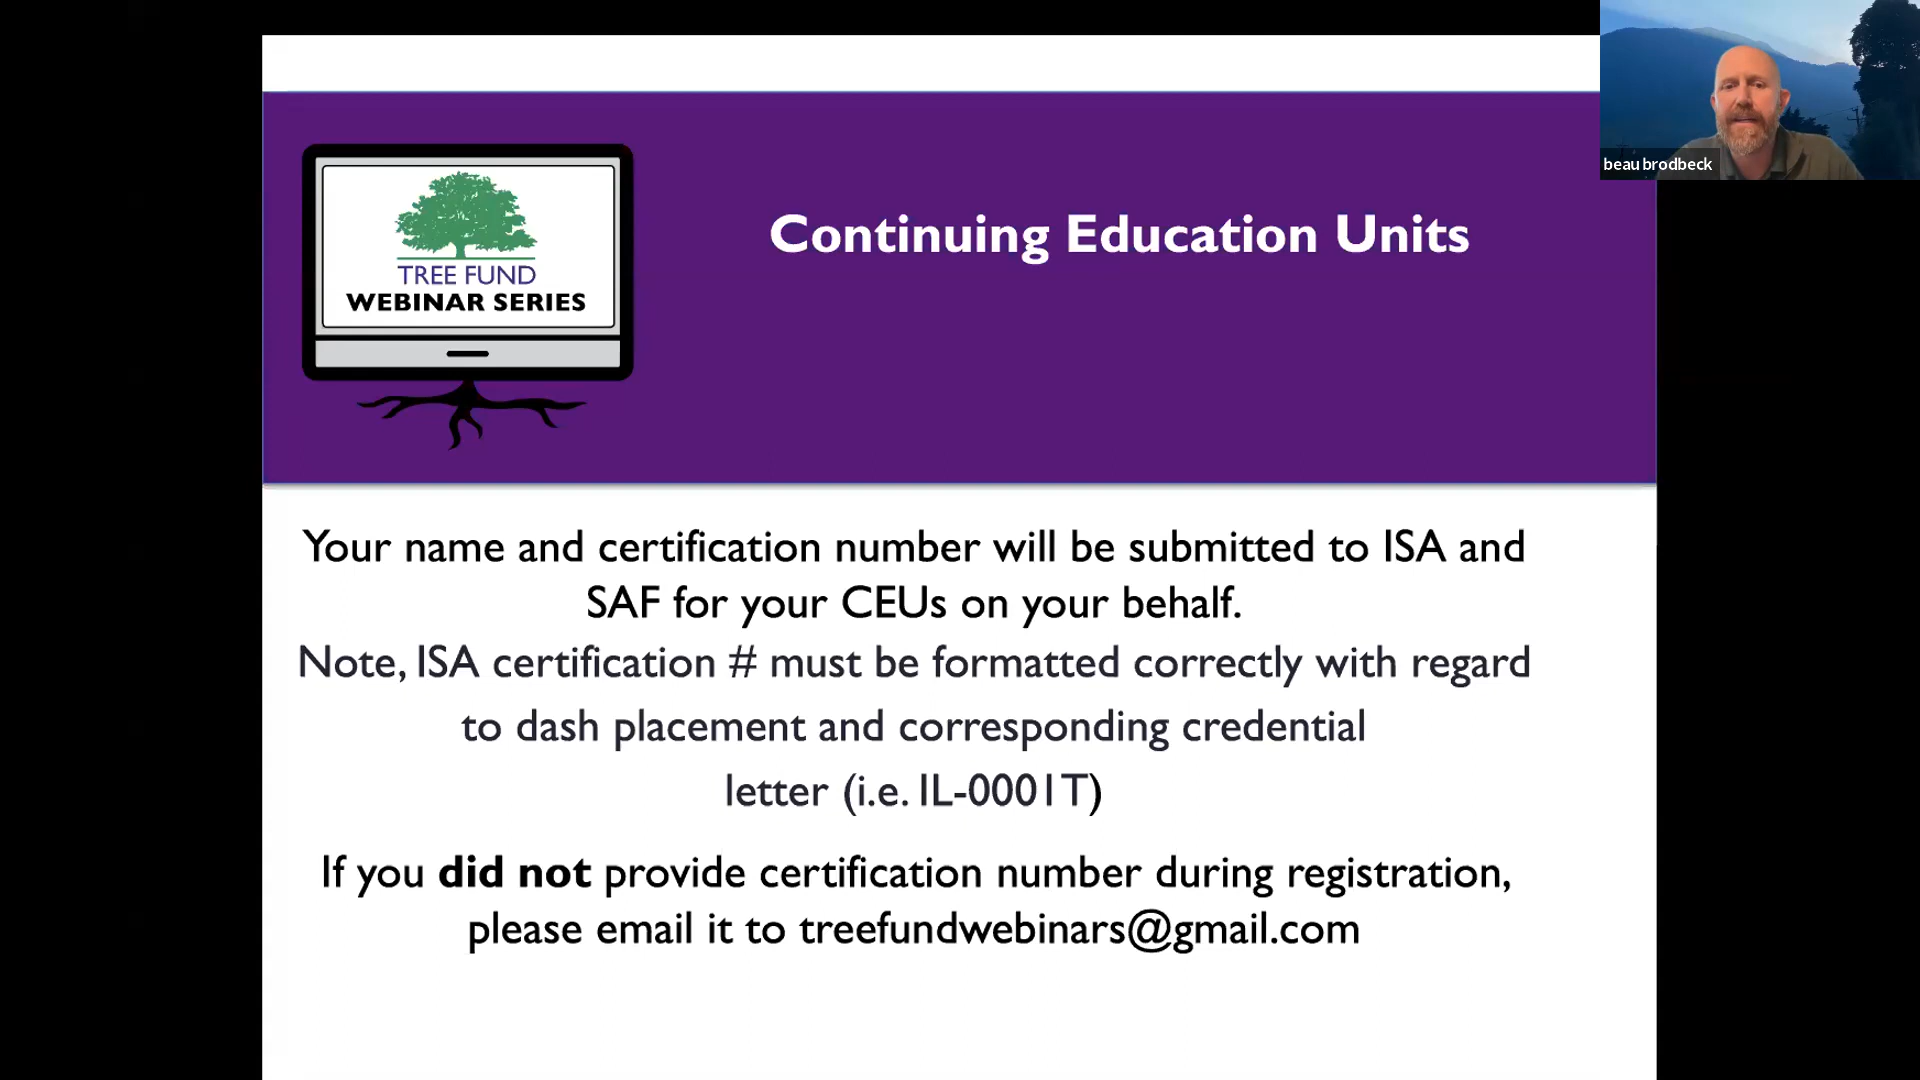 beau brodbeck
TREE FUND
WEBINAR SERIES
Continuing Education Units
Your name and certification number will be submitted to ISA and
SAF for your CEUs on your behalf.
Note, ISA certification # must be formatted correctly with regard
to dash placement and corresponding credential
letter (i.e. IL-0001T)
If you did not provide certification number during registration,
please email it to treefundwebinars@gmail.com